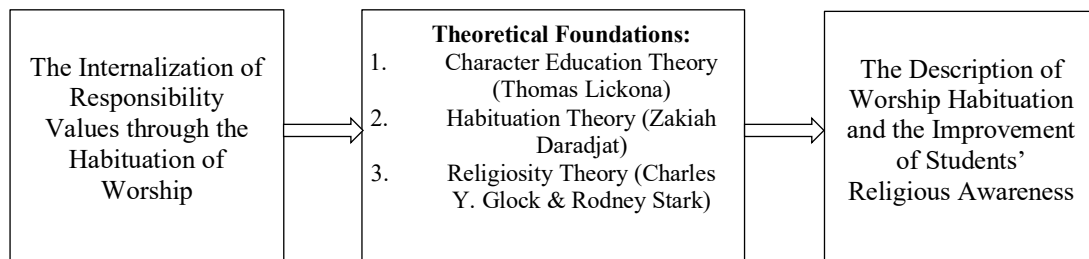 The Internalization of
Responsibility
Values through the
Habituation of
Worship
Theoretical Foundations:
1. Character Education Theory
(Thomas Lickona)
2. Habituation Theory (Zakiah
Daradjat)
3. Religiosity Theory (Charles
Y. Glock & Rodney Stark)
The Description of
Worship Habituation
and the Improvement
of Students’
Religious Awareness